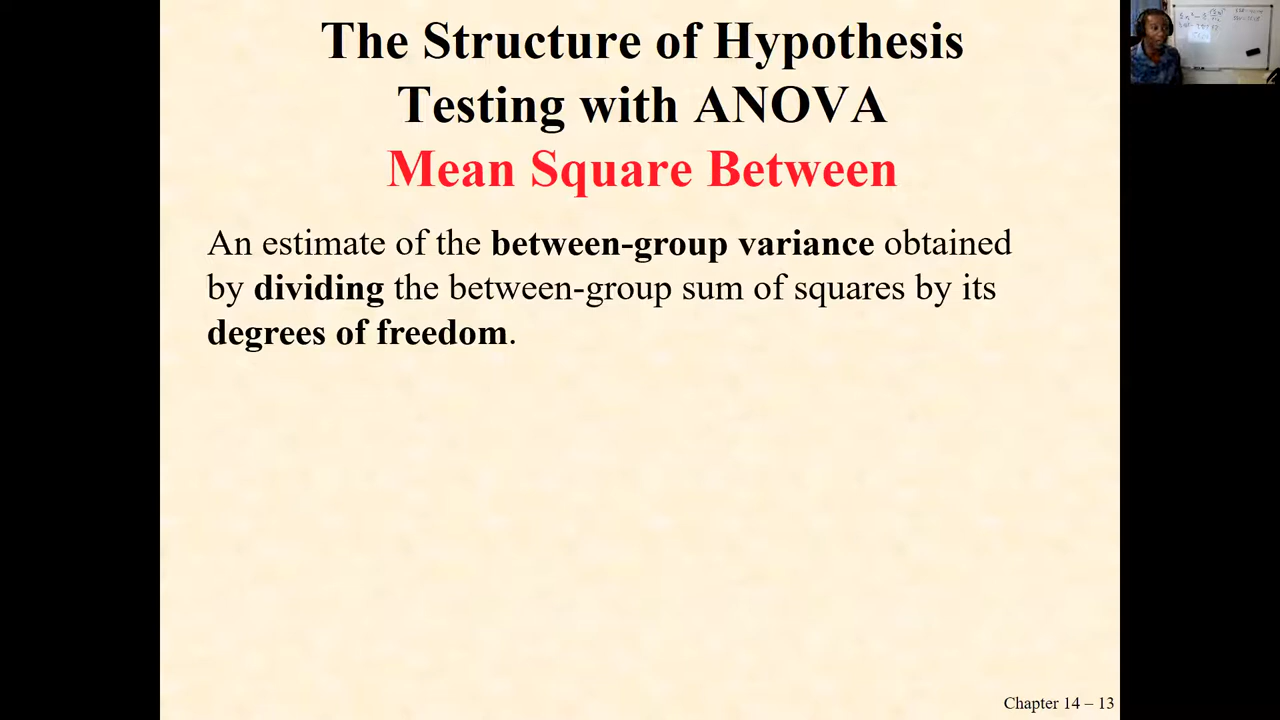 The Structure of Hypothesis
Testing with ANOVA
Mean Square Between
An estimate of the between-group variance obtained
by dividing the between-group sum of squares by its
degrees of freedom.
Chapter 14 – 13